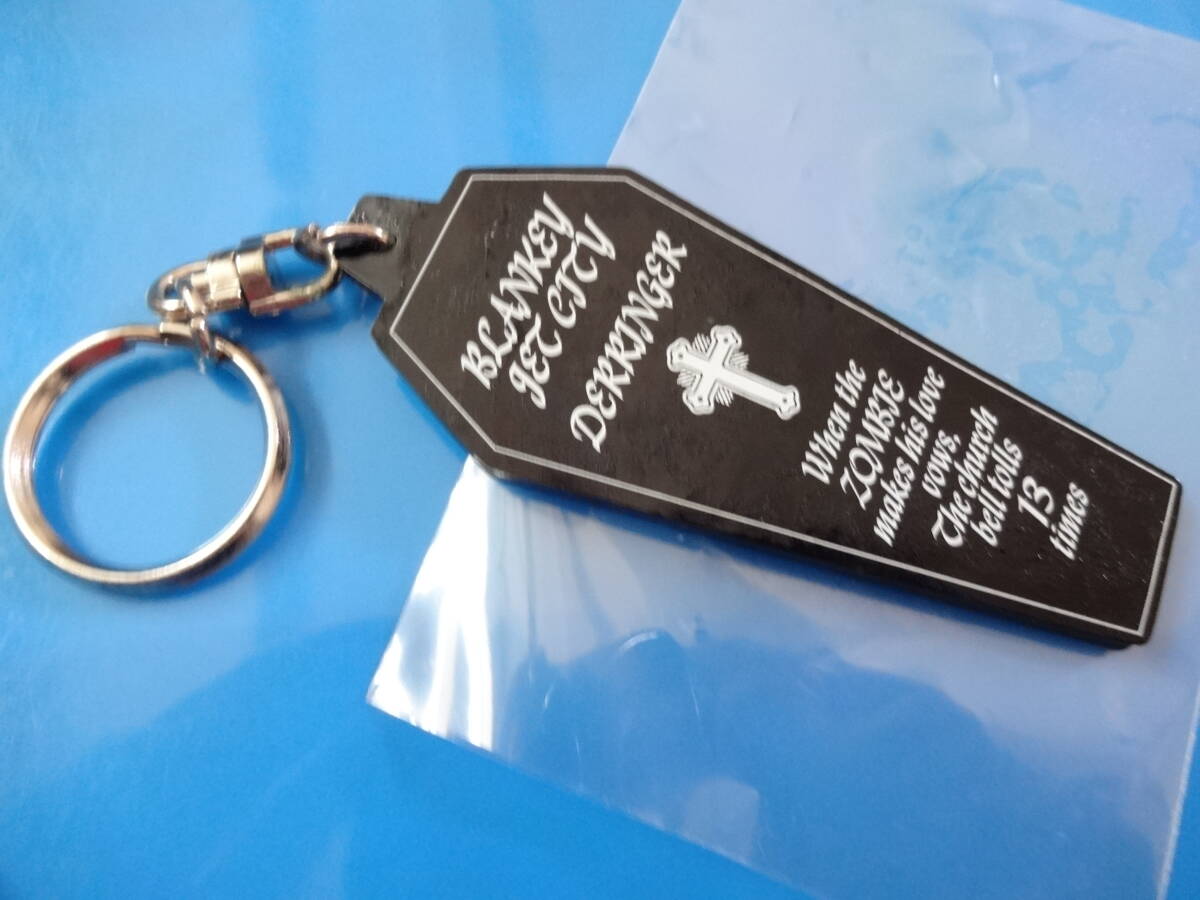 BLANKEY
JET CITY
DERRINGER
When the
ZOMBIE
makes his love
vows,
The church
bell tolls
13
times